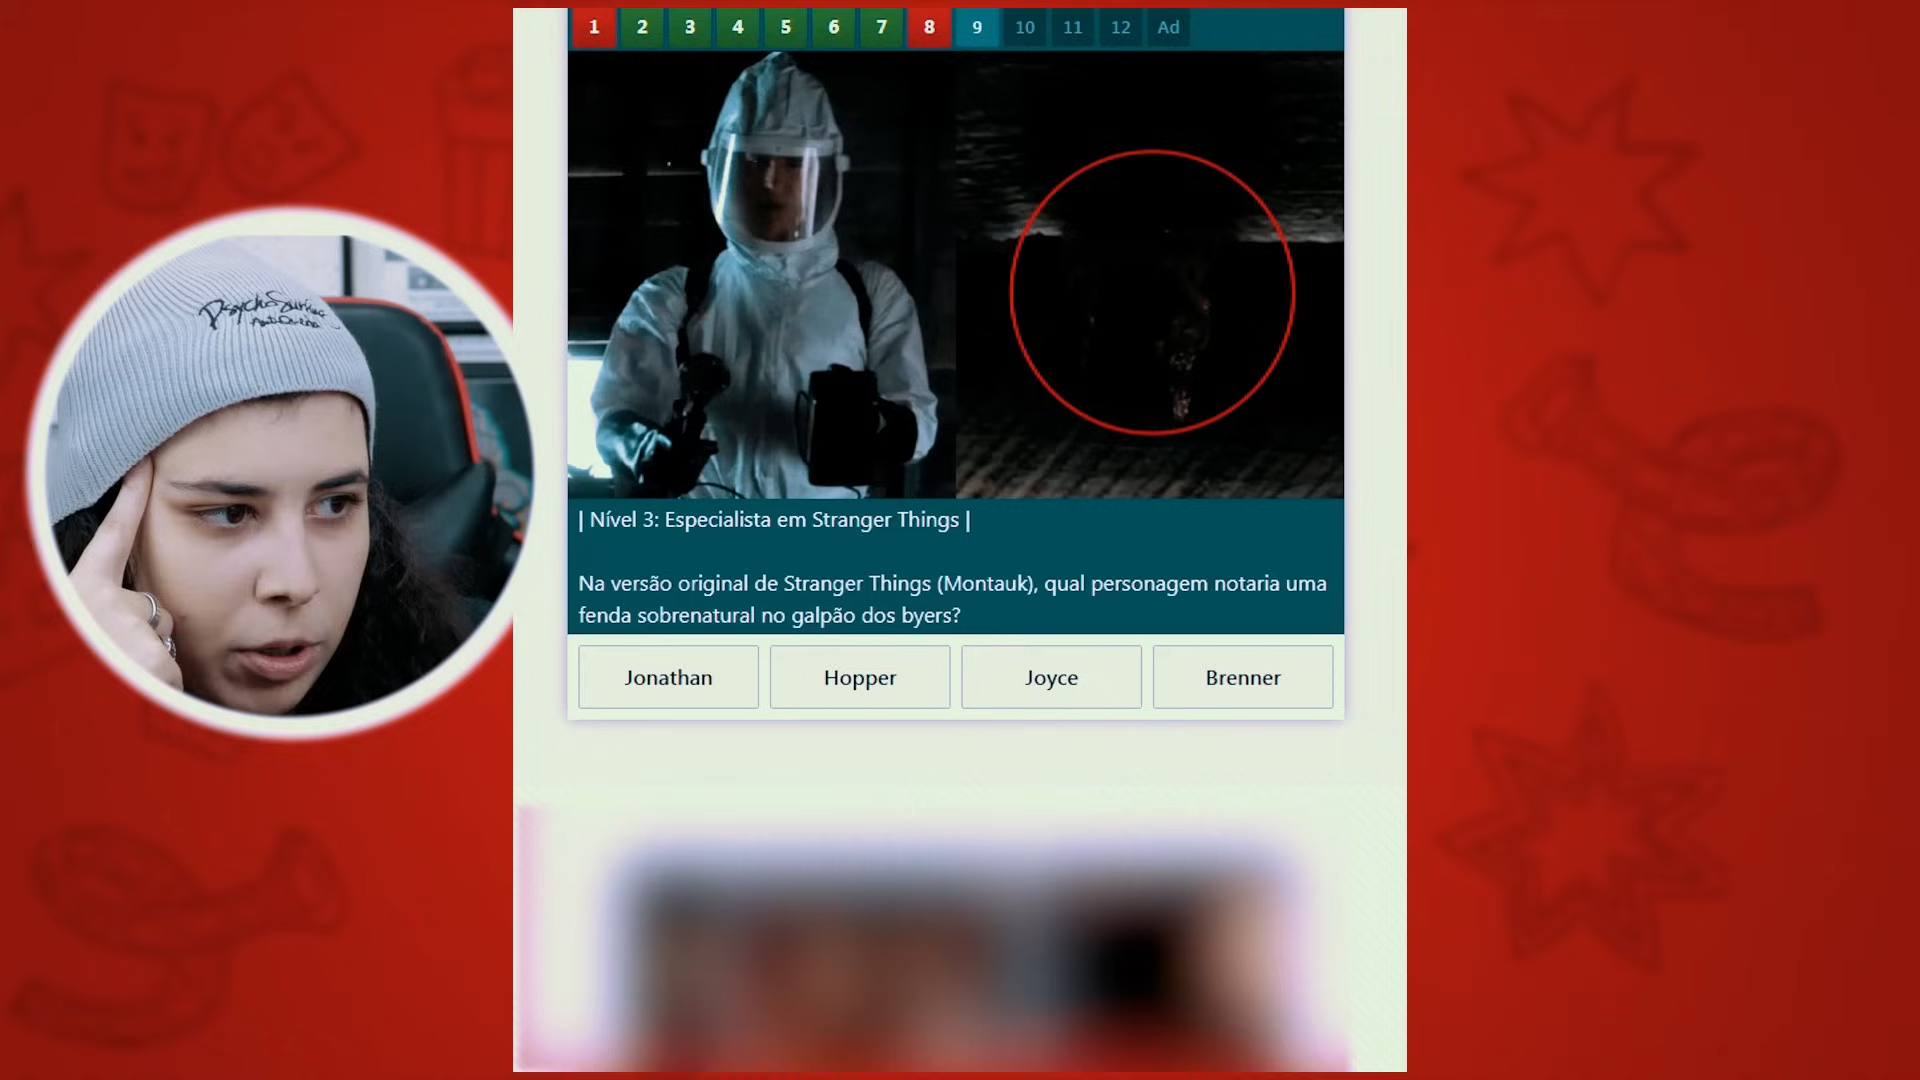 1 2 3 4 5 6 7 8 9 10 11 12 Ad
| Nível 3: Especialista em Stranger Things |
Na versão original de Stranger Things (Montauk), qual personagem notaria uma
fenda sobrenatural no galpão dos byers?
Jonathan Hopper Joyce Brenner